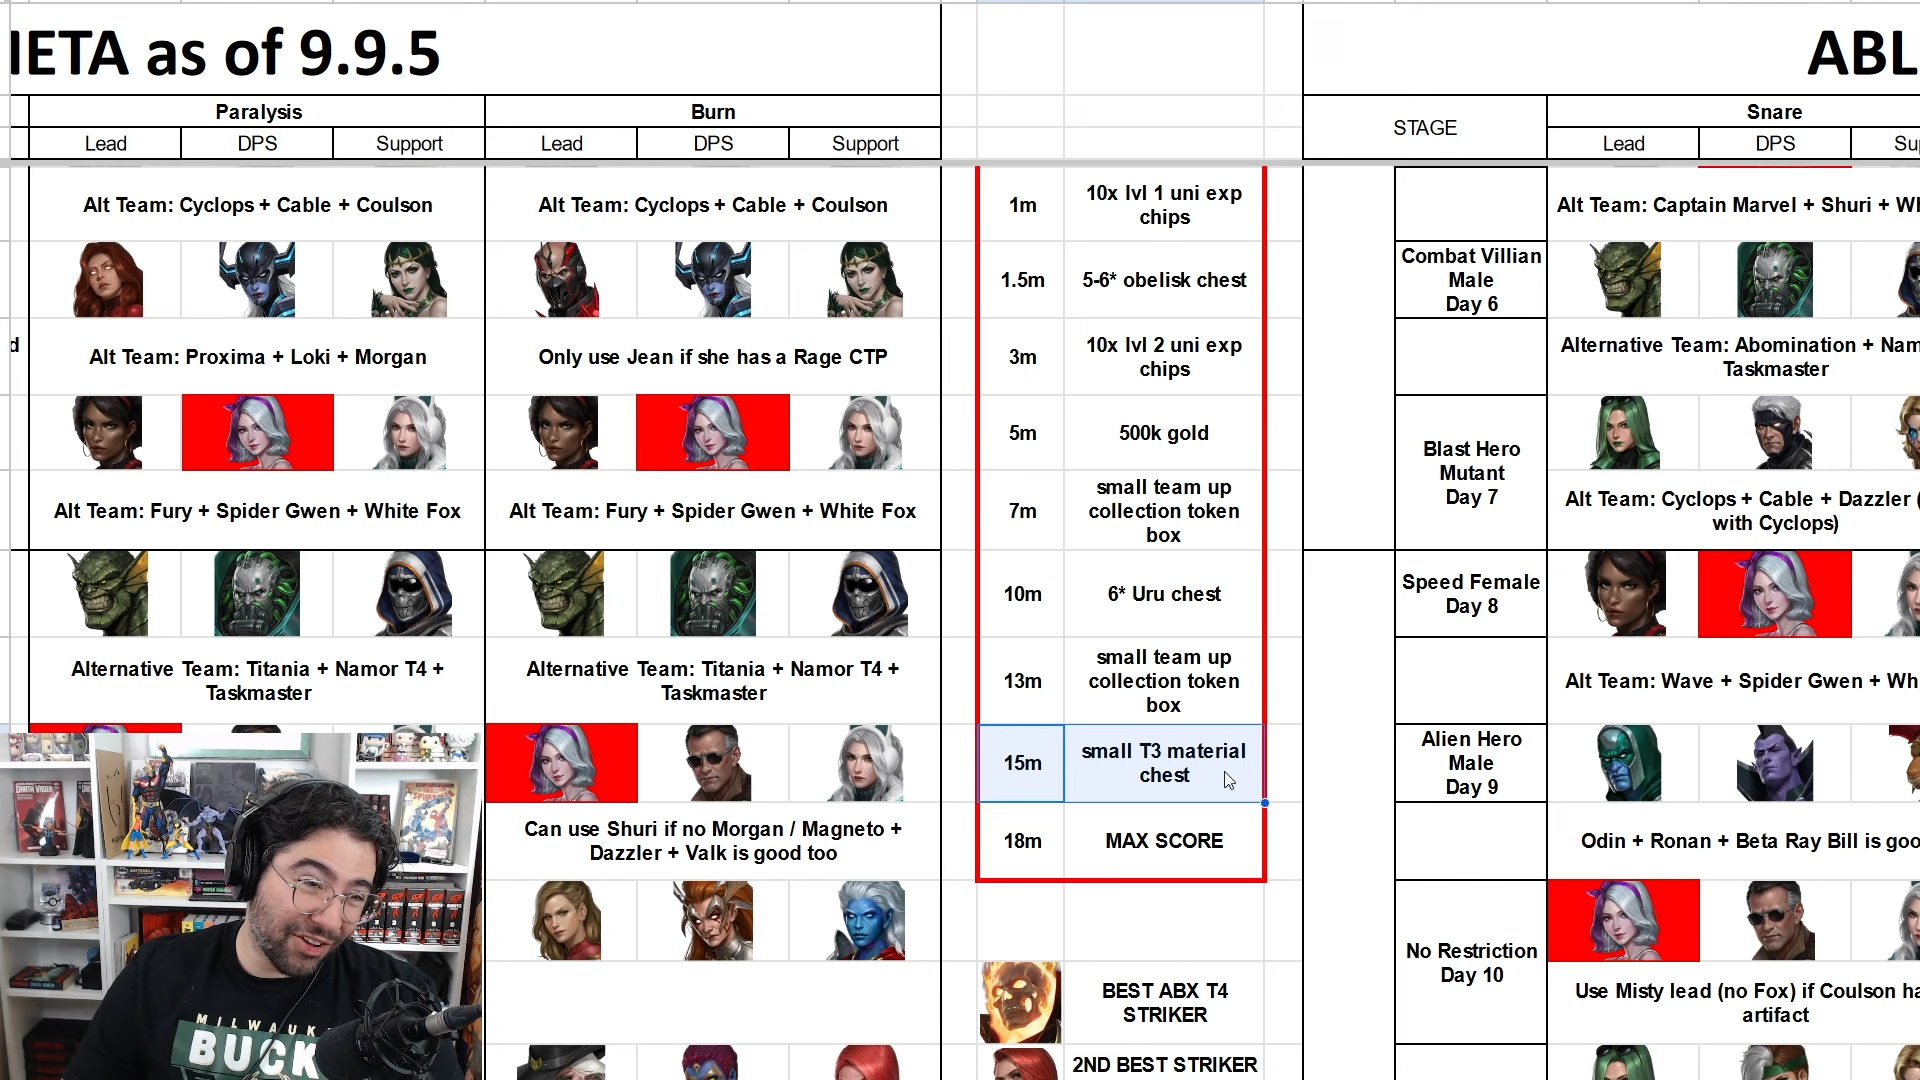 IETA as of 9.9.5
ABL
Paralysis
Burn
Lead
DPS
Support
Lead
DPS
Support
STAGE
Snare
Lead
DPS
Su
Alt Team: Cyclops + Cable + Coulson
Alt Team: Cyclops + Cable + Coulson
1m
10x lvl 1 uni exp
chips
Alt Team: Captain Marvel + Shuri + Wh
1.5m
5-6* obelisk chest
Combat Villian
Male
Day 6
d
Alt Team: Proxima + Loki + Morgan
Only use Jean if she has a Rage CTP
3m
10x lvl 2 uni exp
chips
Alternative Team: Abomination + Nam
Taskmaster
5m
500k gold
Blast Hero
Mutant
Day 7
Alt Team: Fury + Spider Gwen + White Fox
Alt Team: Fury + Spider Gwen + White Fox
7m
small team up
collection token
box
Alt Team: Cyclops + Cable + Dazzler (
with Cyclops)
10m
6* Uru chest
Speed Female
Day 8
Alternative Team: Titania + Namor T4 +
Taskmaster
Alternative Team: Titania + Namor T4 +
Taskmaster
13m
small team up
collection token
box
Alt Team: Wave + Spider Gwen + Wh
15m
small T3 material
chest
Alien Hero
Male
Day 9
Can use Shuri if no Morgan / Magneto +
Dazzler + Valk is good too
18m
MAX SCORE
Odin + Ronan + Beta Ray Bill is goo
No Restriction
Day 10
BEST ABX T4
STRIKER
Use Misty lead (no Fox) if Coulson ha
artifact
2ND BEST STRIKER
DARTH VADER
MILWAUK
BUCK